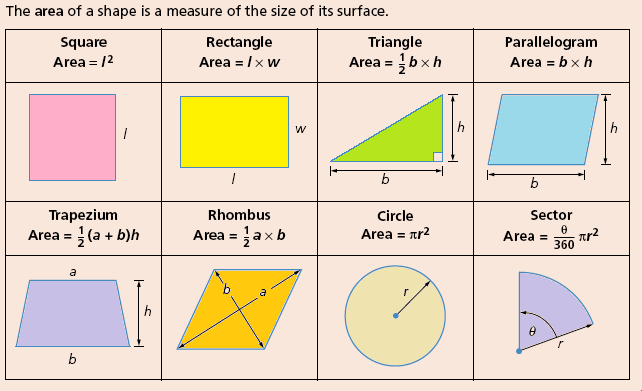 The area of a shape is a measure of the size of its surface.
Square
Area = l²
Rectangle
Area = l × w
Triangle
Area = ½ b × h
Parallelogram
Area = b × h
l
w
l
h
b
h
b
Trapezium
Area = ½ (a + b)h
Rhombus
Area = ½ a × b
Circle
Area = πr²
Sector
Area = θ/360 πr²
a
h
b
b
a
r
θ
r